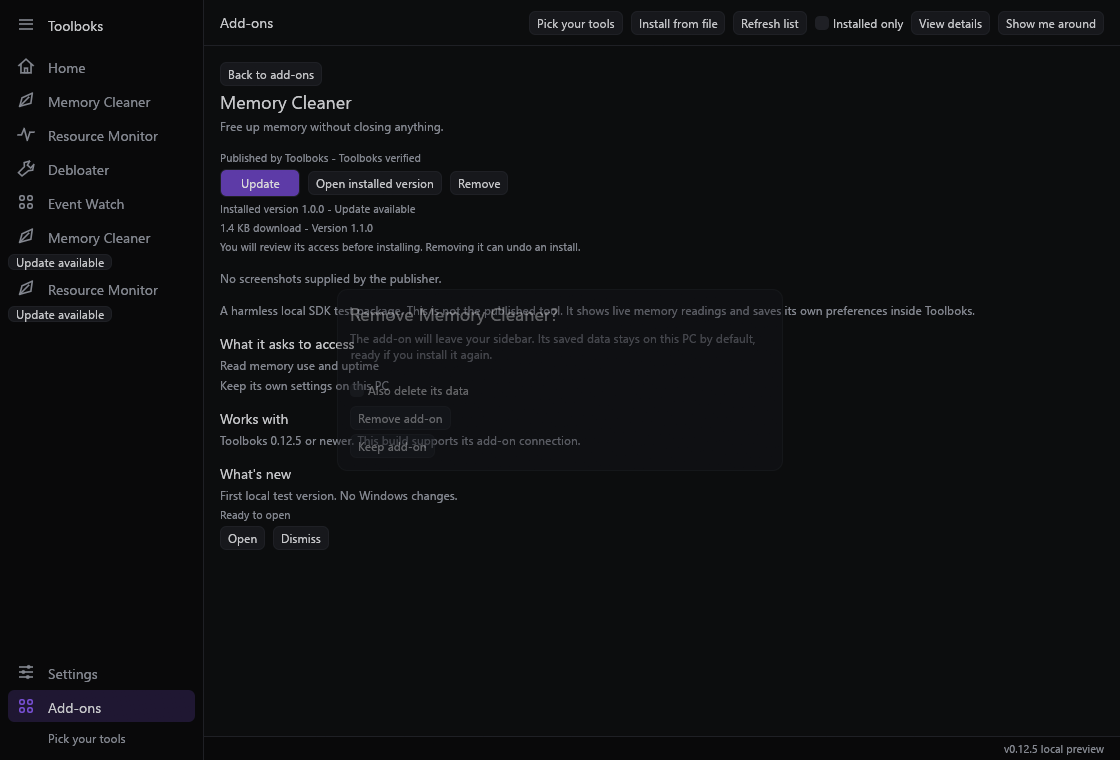 Toolboks
Home
Memory Cleaner
Resource Monitor
Debloater
Event Watch
Memory Cleaner
Update available
Resource Monitor
Update available
Settings
Add-ons
Pick your tools
Add-ons
Pick your tools
Install from file
Refresh list
Installed only
View details
Show me around
Back to add-ons
Memory Cleaner
Free up memory without closing anything.
Published by Toolboks - Toolboks verified
Update
Open installed version
Remove
Installed version 1.0.0 - Update available
1.4 KB download - Version 1.1.0
You will review its access before installing. Removing it can undo an install.
No screenshots supplied by the publisher.
A harmless local SDK test package. This is not the published tool. It shows live memory readings and saves its own preferences inside Toolboks.
What it asks to access
Read memory use and uptime
Keep its own settings on this PC
Works with
Toolboks 0.12.5 or newer. This build supports its add-on connection.
What's new
First local test version. No Windows changes.
Ready to open
Open
Dismiss
Remove Memory Cleaner?
The add-on will leave your sidebar. Its saved data stays on this PC by default,
ready if you install it again.
Also delete its data
Remove add-on
Keep add-on
v0.12.5 local preview